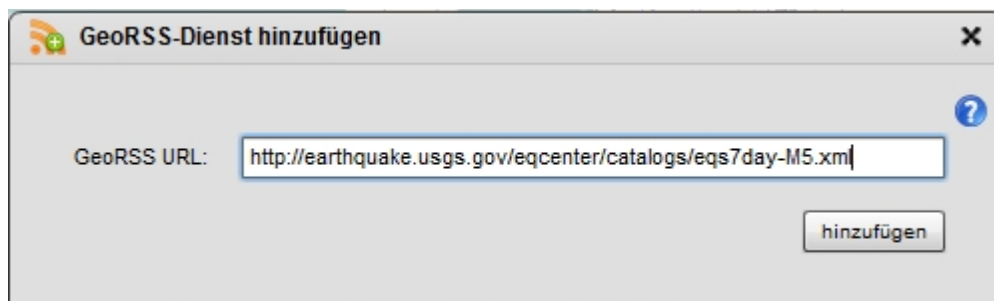 GeoRSS-Dienst hinzufügen
GeoRSS URL: http://earthquake.usgs.gov/eqcenter/catalogs/eqs7day-M5.xml
hinzufügen